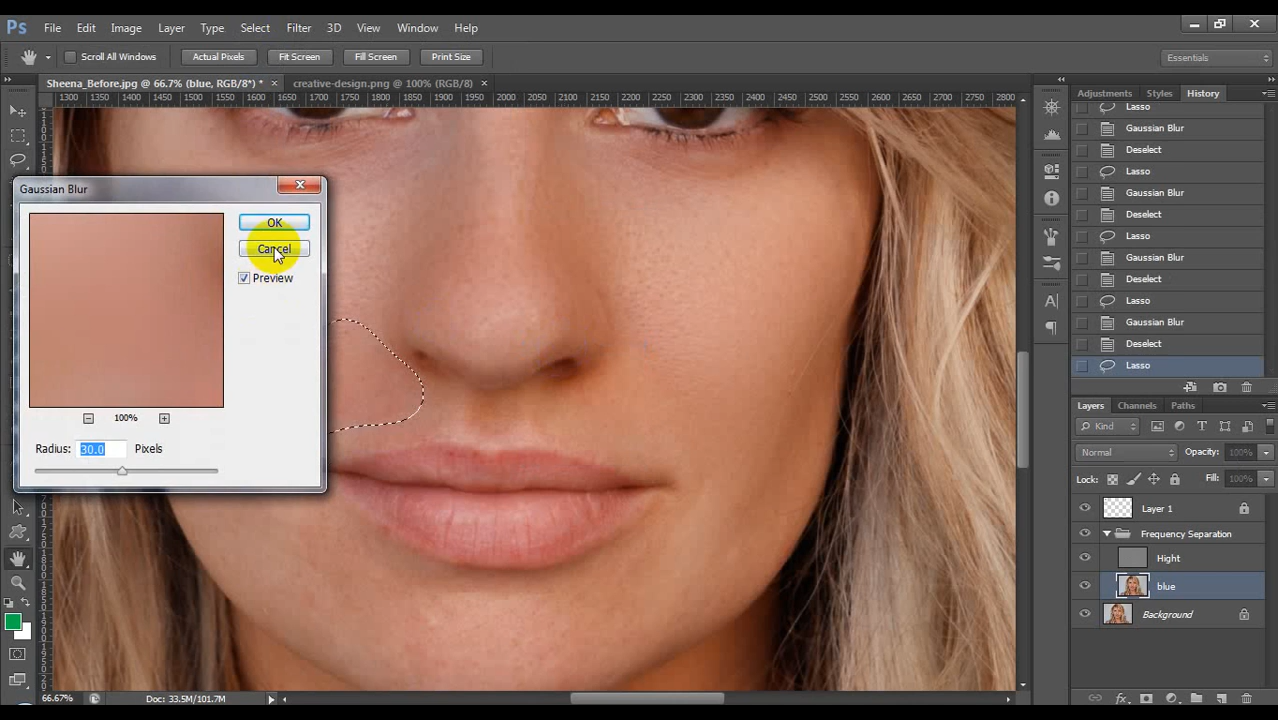 Ps File Edit Image Layer Type Select Filter 3D View Window Help
Scroll All Windows Actual Pixels Fit Screen Fill Screen Print Size Essentials
Sheena_Before.jpg @ 66.7% (blue, RGB/8*) * × creative-design.png @ 100% (RGB/8) ×
Adjustments Styles History
1300 1350 1400 1450 1500 1550 1600 1650 1700 1750 1800 1850 1900 1950 2000 2050 2100 2150 2200 2250 2300 2350 2400 2450 2500 2550 2600 2650 2700 2750 2800
Lasso
Gaussian Blur
Deselect
Lasso
Gaussian Blur
Deselect
Lasso
Gaussian Blur
Deselect
Lasso
Gaussian Blur
Deselect
Lasso
Gaussian Blur
OK
Cancel
Preview
100%
Radius: 30.0 Pixels
Layers Channels Paths
Kind
Normal Opacity: 100%
Lock: Fill: 100%
Layer 1
Frequency Separation
Hight
blue
Background
66.67% Doc: 33.5M/101.7M